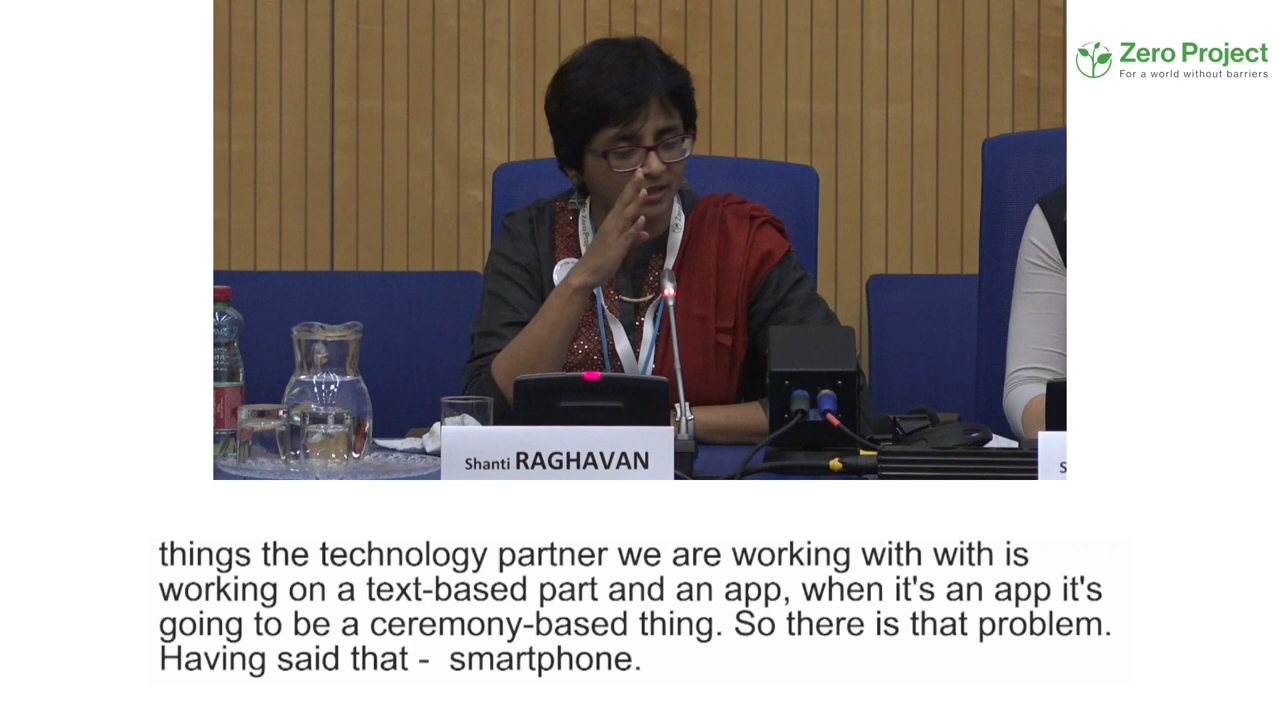 Zero Project
For a world without barriers
Zero Pro
Shanti RAGHAVAN
S
things the technology partner we are working with with is
working on a text-based part and an app, when it's an app it's
going to be a ceremony-based thing. So there is that problem.
Having said that -  smartphone.